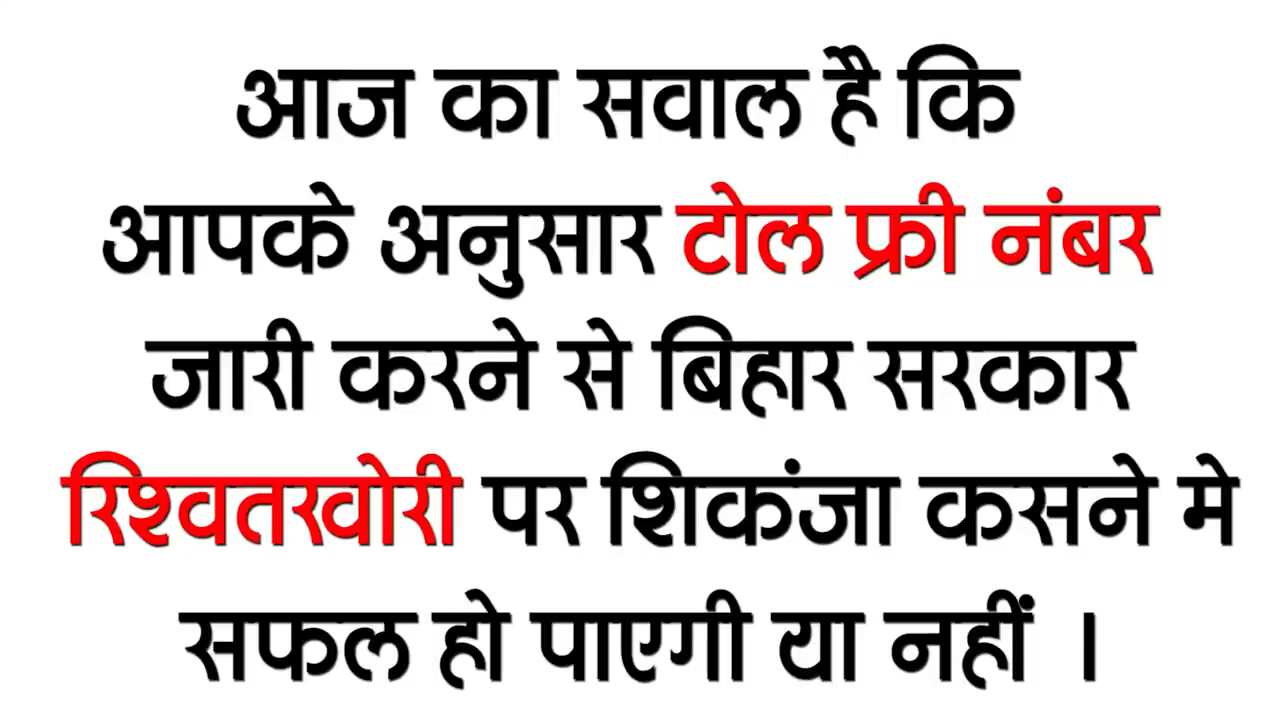 आज का सवाल है कि
आपके अनुसार टोल फ्री नंबर
जारी करने से बिहार सरकार
रिश्वतखोरी पर शिकंजा कसने मे
सफल हो पाएगी या नहीं ।